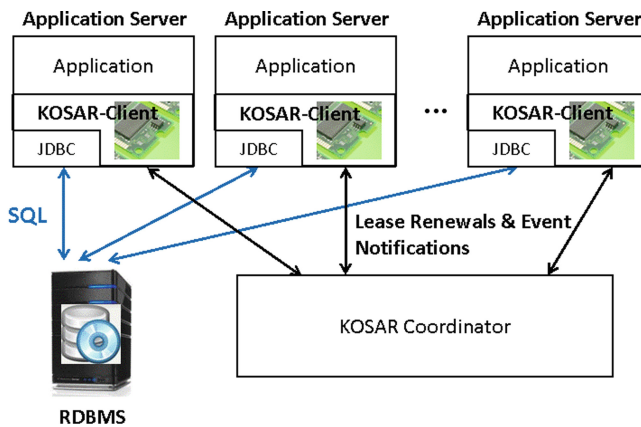 Application Server
Application Server
Application Server
Application
Application
Application
KOSAR-Client
KOSAR-Client
...
KOSAR-Client
JDBC
JDBC
JDBC
SQL
Lease Renewals & Event
Notifications
KOSAR Coordinator
RDBMS